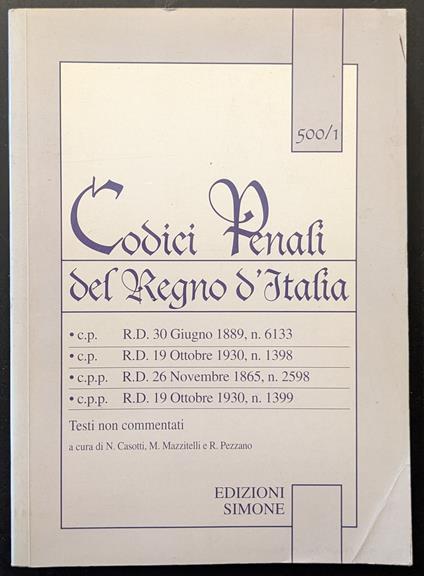 500/1
Codici Penali
del Regno d'Italia
• c.p. R.D. 30 Giugno 1889, n. 6133
• c.p. R.D. 19 Ottobre 1930, n. 1398
• c.p.p. R.D. 26 Novembre 1865, n. 2598
• c.p.p. R.D. 19 Ottobre 1930, n. 1399
Testi non commentati
a cura di N. Casotti, M. Mazzitelli e R. Pezzano
EDIZIONI
SIMONE